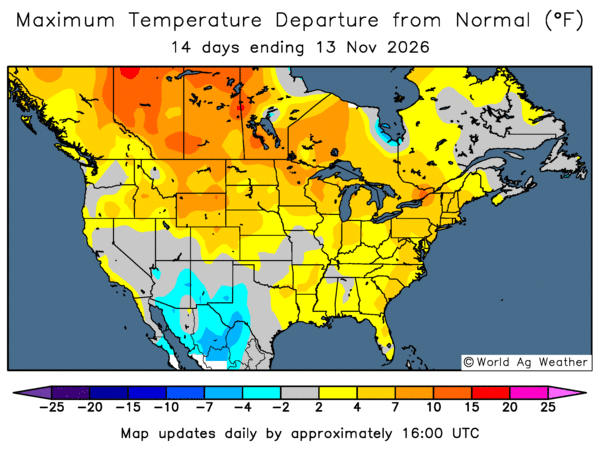 Maximum Temperature Departure from Normal (°F)
14 days ending 13 Nov 2026
© World Ag Weather
−25 −20 −15 −10 −7 −4 −2 2 4 7 10 15 20 25
Map updates daily by approximately 16:00 UTC